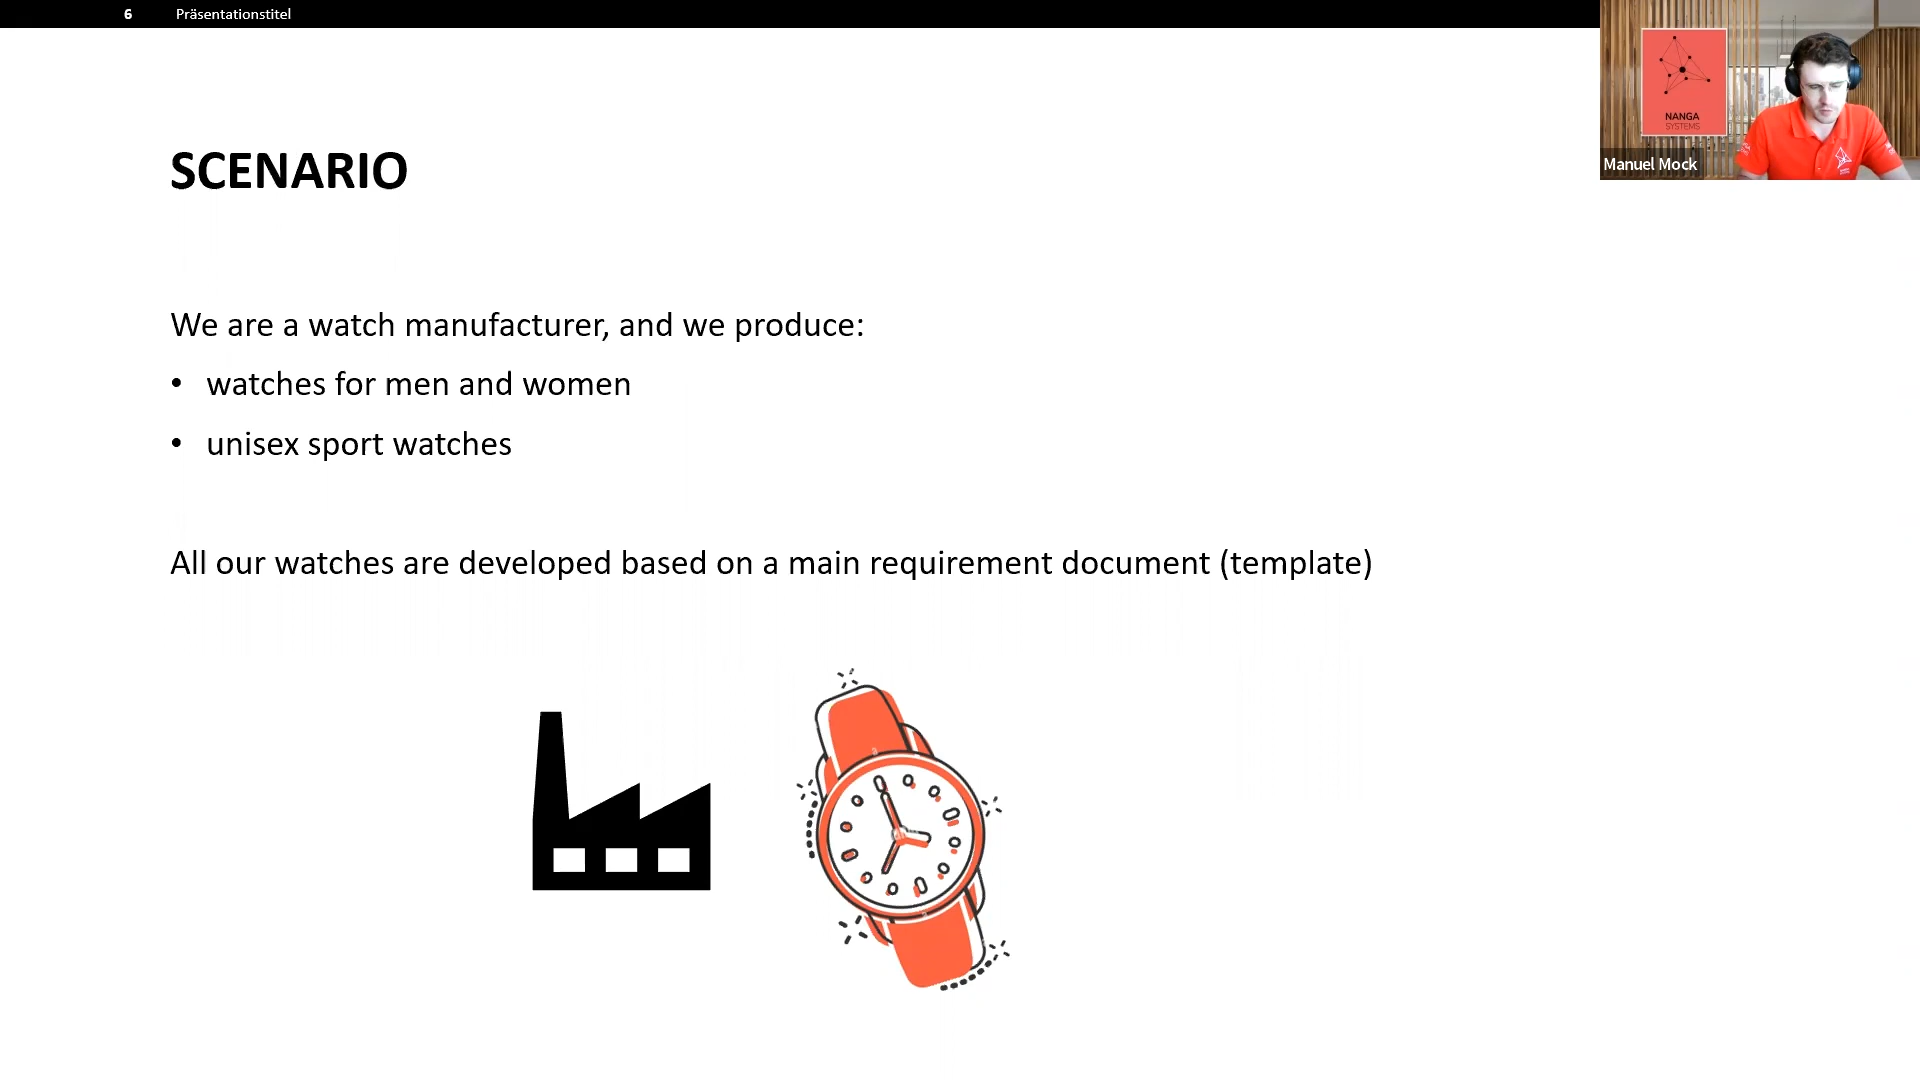 6 Präsentationstitel
NANGA
SYSTEMS
Manuel Mock
SCENARIO
We are a watch manufacturer, and we produce:
• watches for men and women
• unisex sport watches
All our watches are developed based on a main requirement document (template)